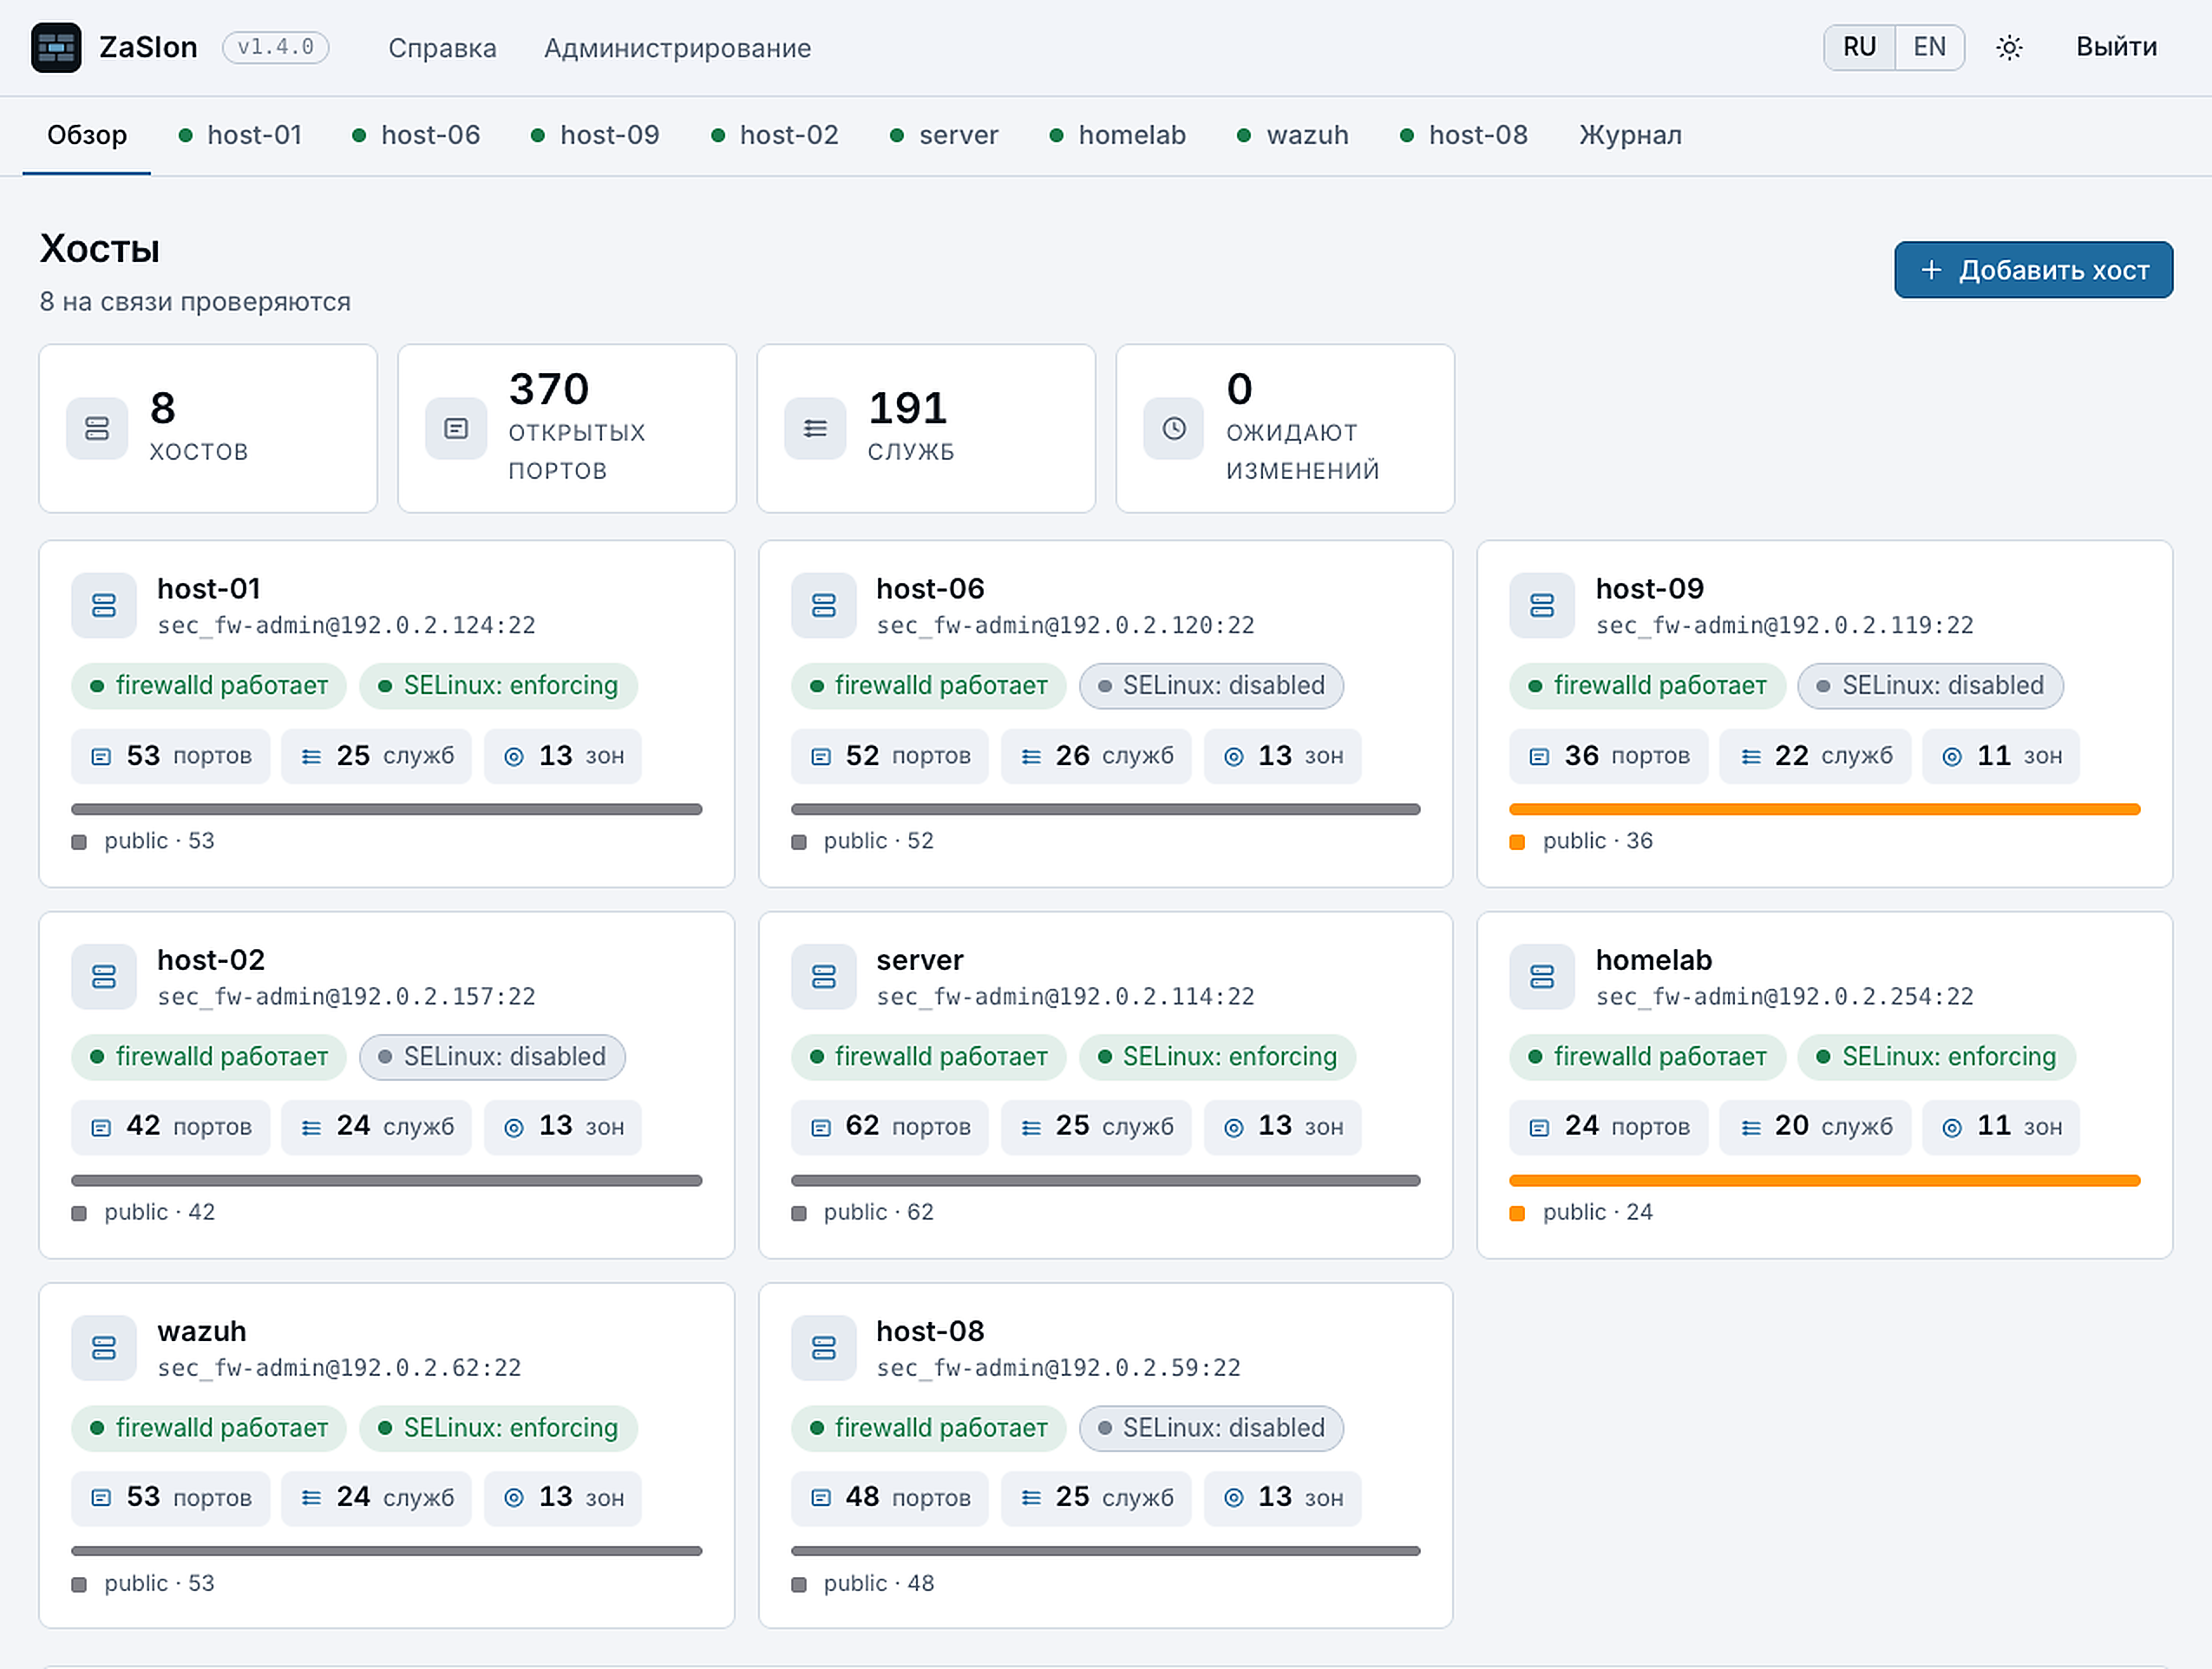 ZaSlon v1.4.0 Справка Администрирование RU EN Выйти
Обзор host-01 host-06 host-09 host-02 server homelab wazuh host-08 Журнал
Хосты
8 на связи проверяются
+ Добавить хост
8
ХОСТОВ
370
ОТКРЫТЫХ
ПОРТОВ
191
СЛУЖБ
0
ОЖИДАЮТ
ИЗМЕНЕНИЙ
host-01
sec_fw-admin@192.0.2.124:22
firewalld работает SELinux: enforcing
53 портов 25 служб 13 зон
public · 53
host-06
sec_fw-admin@192.0.2.120:22
firewalld работает SELinux: disabled
52 портов 26 служб 13 зон
public · 52
host-09
sec_fw-admin@192.0.2.119:22
firewalld работает SELinux: disabled
36 портов 22 служб 11 зон
public · 36
host-02
sec_fw-admin@192.0.2.157:22
firewalld работает SELinux: disabled
42 портов 24 служб 13 зон
public · 42
server
sec_fw-admin@192.0.2.114:22
firewalld работает SELinux: enforcing
62 портов 25 служб 13 зон
public · 62
homelab
sec_fw-admin@192.0.2.254:22
firewalld работает SELinux: enforcing
24 портов 20 служб 11 зон
public · 24
wazuh
sec_fw-admin@192.0.2.62:22
firewalld работает SELinux: enforcing
53 портов 24 служб 13 зон
public · 53
host-08
sec_fw-admin@192.0.2.59:22
firewalld работает SELinux: disabled
48 портов 25 служб 13 зон
public · 48